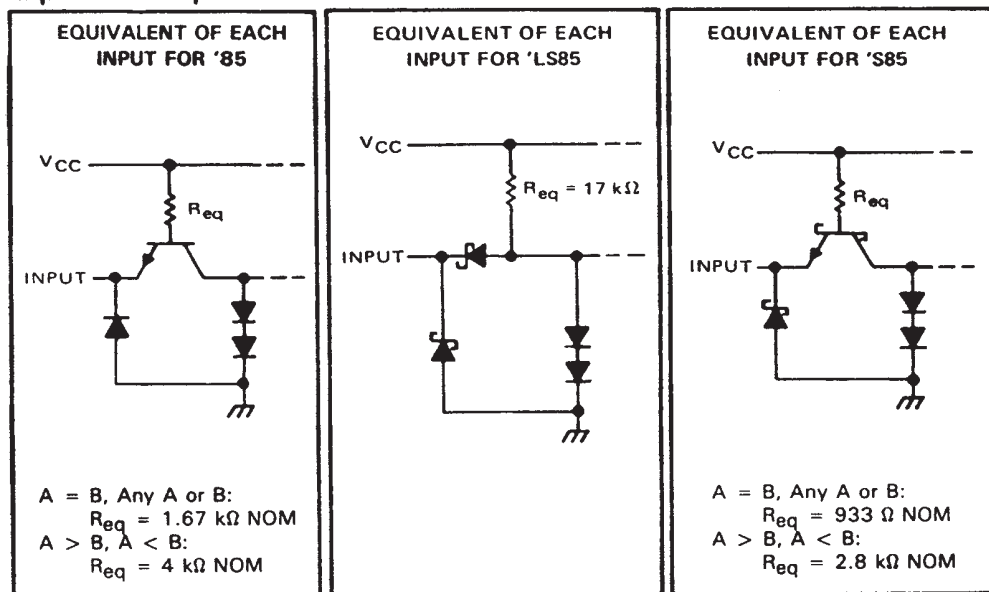 EQUIVALENT OF EACH
INPUT FOR '85
VCC
Req
INPUT
A = B, Any A or B:
Req = 1.67 kΩ NOM
A > B, A < B:
Req = 4 kΩ NOM
EQUIVALENT OF EACH
INPUT FOR 'LS85
VCC
Req = 17 kΩ
INPUT
EQUIVALENT OF EACH
INPUT FOR 'S85
VCC
Req
INPUT
A = B, Any A or B:
Req = 933 Ω NOM
A > B, A < B:
Req = 2.8 kΩ NOM